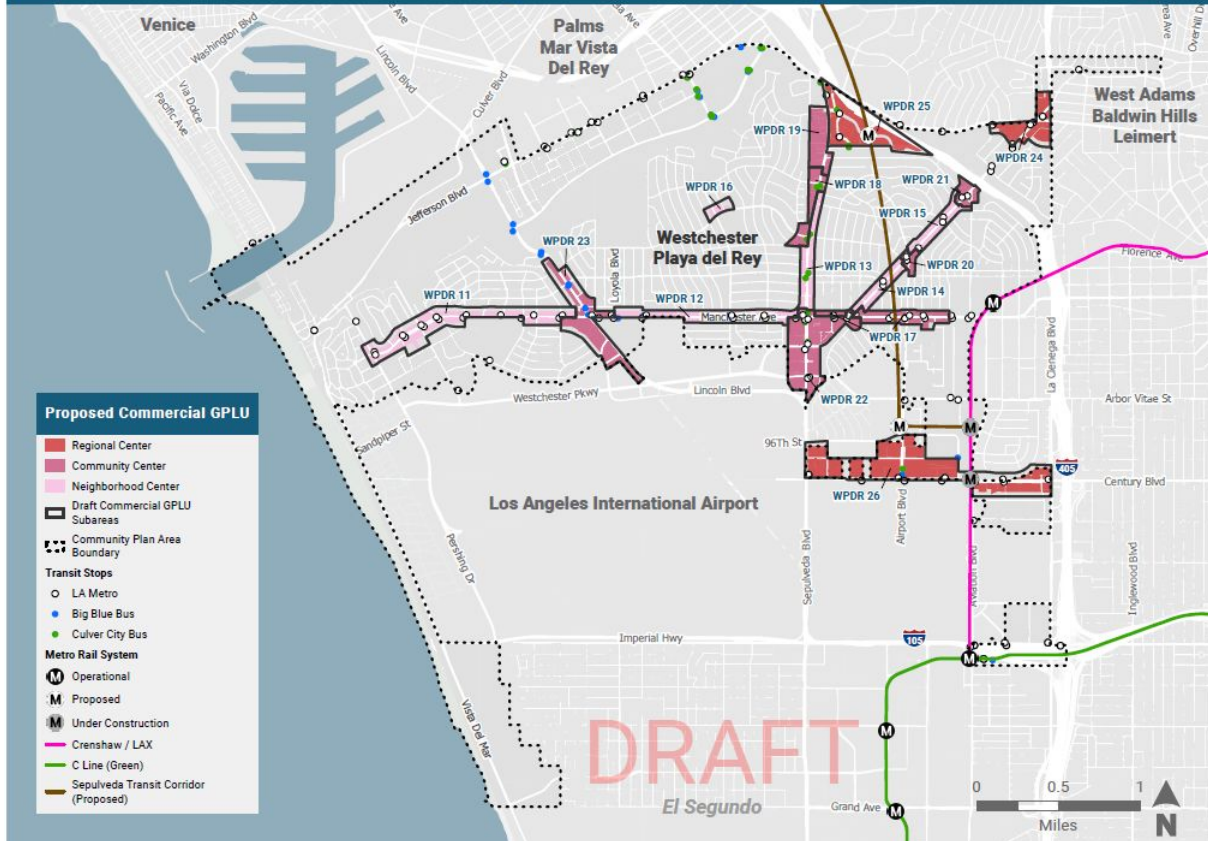 Venice
Washington Blvd
Via Dolce
Pacific Ave
Lincoln Blvd
Culver Blvd
Palms
Mar Vista
Del Rey
Overhill Dr
West Adams
Baldwin Hills
Leimert
WPDR 25
WPDR 19
WPDR 24
WPDR 18
WPDR 21
WPDR 16
WPDR 15
Jefferson Blvd
WPDR 23
Loyola Blvd
Westchester
Playa del Rey
WPDR 13
WPDR 20
Florence Ave
WPDR 11
WPDR 12
WPDR 14
Manchester Ave
WPDR 17
M
La Cienega Blvd
Westchester Pkwy
Lincoln Blvd
WPDR 22
Arbor Vitae St
Sandpiper St
96Th St
M
M
405
Los Angeles International Airport
WPDR 26
Airport Blvd
M
Century Blvd
Pershing Dr
Sepulveda Blvd
Aviation Blvd
Inglewood Blvd
Imperial Hwy
105
M
Vista Del Mar
M
DRAFT
El Segundo
Grand Ave
M
0 0.5 1
Miles
N
Proposed Commercial GPLU
Regional Center
Community Center
Neighborhood Center
Draft Commercial GPLU
Subareas
Community Plan Area
Boundary
Transit Stops
LA Metro
Big Blue Bus
Culver City Bus
Metro Rail System
M Operational
M Proposed
M Under Construction
Crenshaw / LAX
C Line (Green)
Sepulveda Transit Corridor
(Proposed)
M